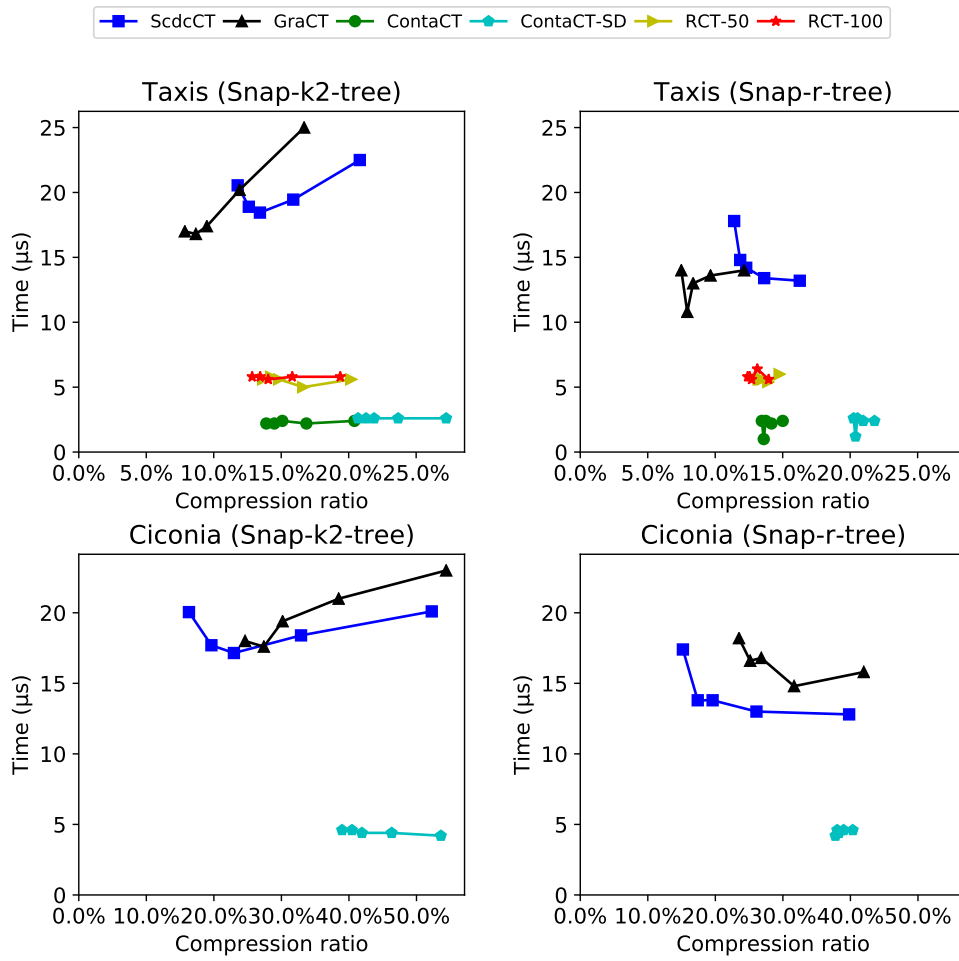 ScdcCT GraCT ContaCT ContaCT-SD RCT-50 RCT-100
Taxis (Snap-k2-tree)
Time (µs)
25
20
15
10
5
0
0.0% 5.0% 10.0% 15.0% 20.0% 25.0%
Compression ratio
Taxis (Snap-r-tree)
Time (µs)
25
20
15
10
5
0
0.0% 5.0% 10.0% 15.0% 20.0% 25.0%
Compression ratio
Ciconia (Snap-k2-tree)
Time (µs)
20
15
10
5
0
0.0% 10.0% 20.0% 30.0% 40.0% 50.0%
Compression ratio
Ciconia (Snap-r-tree)
Time (µs)
20
15
10
5
0
0.0% 10.0% 20.0% 30.0% 40.0% 50.0%
Compression ratio